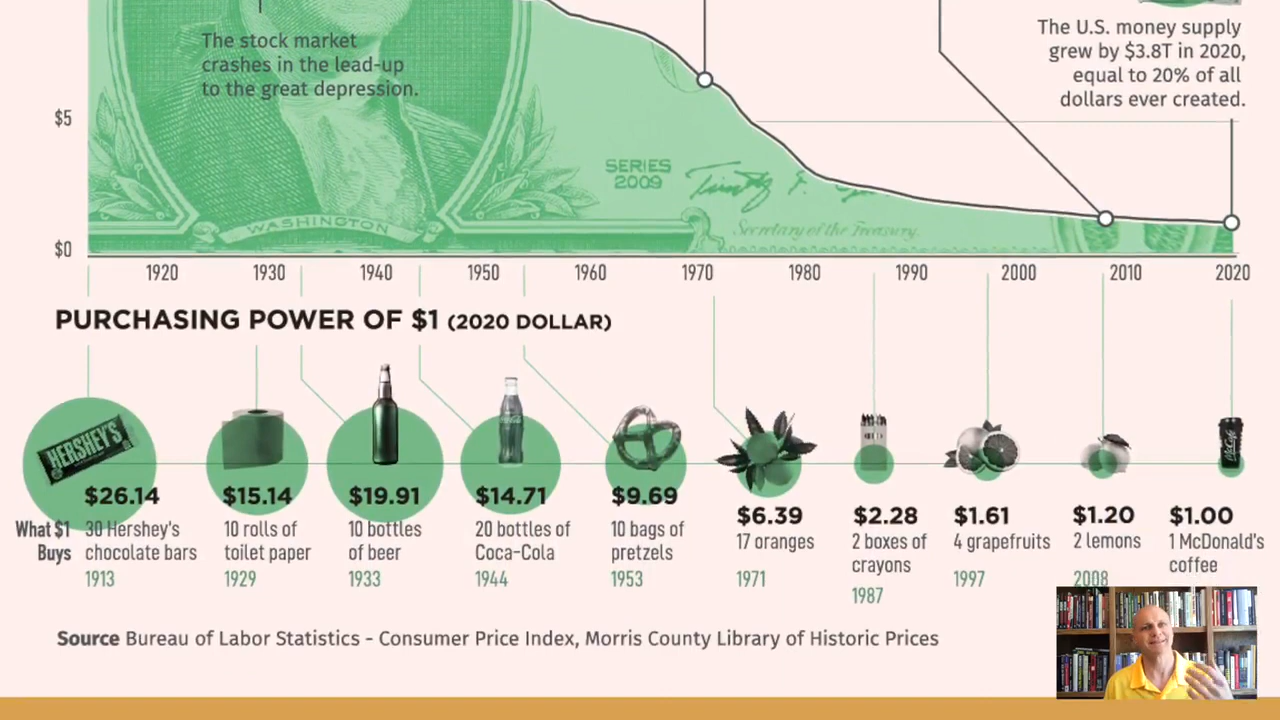 The stock market
crashes in the lead-up
to the great depression.
The U.S. money supply
grew by $3.8T in 2020,
equal to 20% of all
dollars ever created.
$5
SERIES
2009
WASHINGTON
Secretary of the Treasury.
$0
1920 1930 1940 1950 1960 1970 1980 1990 2000 2010 2020
PURCHASING POWER OF $1 (2020 DOLLAR)
HERSHEY'S
Coca-Cola
McCafé
What $1
Buys
$26.14
30 Hershey's
chocolate bars
1913
$15.14
10 rolls of
toilet paper
1929
$19.91
10 bottles
of beer
1933
$14.71
20 bottles of
Coca-Cola
1944
$9.69
10 bags of
pretzels
1953
$6.39
17 oranges
1971
$2.28
2 boxes of
crayons
1987
$1.61
4 grapefruits
1997
$1.20
2 lemons
2008
$1.00
1 McDonald's
coffee
Source Bureau of Labor Statistics - Consumer Price Index, Morris County Library of Historic Prices